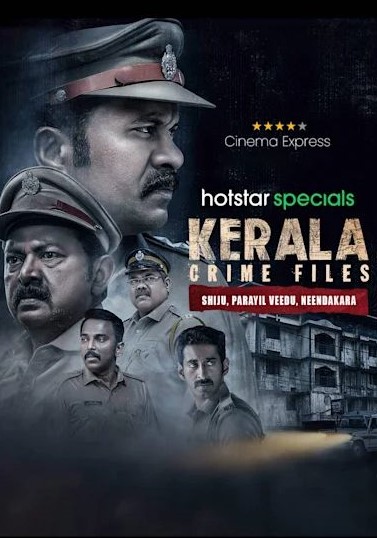 Cinema Express
hotstar specials
KERALA
CRIME FILES
SHIJU, PARAYIL VEEDU, NEENDAKARA